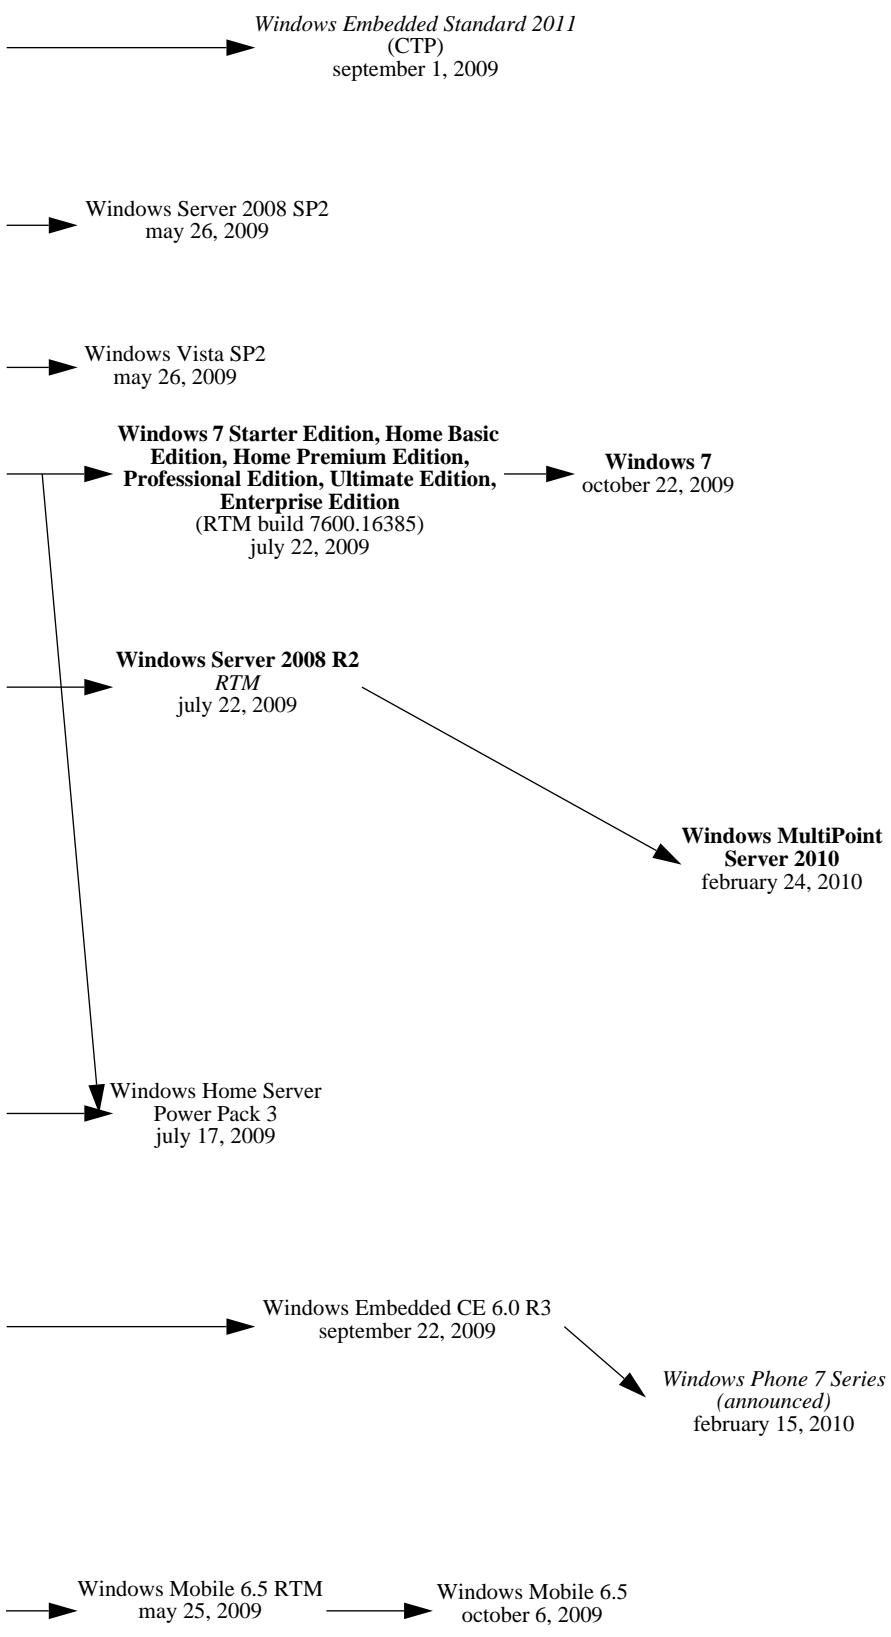 Windows Embedded Standard 2011
(CTP)
september 1, 2009
Windows Server 2008 SP2
may 26, 2009
Windows Vista SP2
may 26, 2009
Windows 7 Starter Edition, Home Basic
Edition, Home Premium Edition,
Professional Edition, Ultimate Edition,
Enterprise Edition
(RTM build 7600.16385)
july 22, 2009
Windows 7
october 22, 2009
Windows Server 2008 R2
RTM
july 22, 2009
Windows MultiPoint
Server 2010
february 24, 2010
Windows Home Server
Power Pack 3
july 17, 2009
Windows Embedded CE 6.0 R3
september 22, 2009
Windows Phone 7 Series
(announced)
february 15, 2010
Windows Mobile 6.5 RTM
may 25, 2009
Windows Mobile 6.5
october 6, 2009